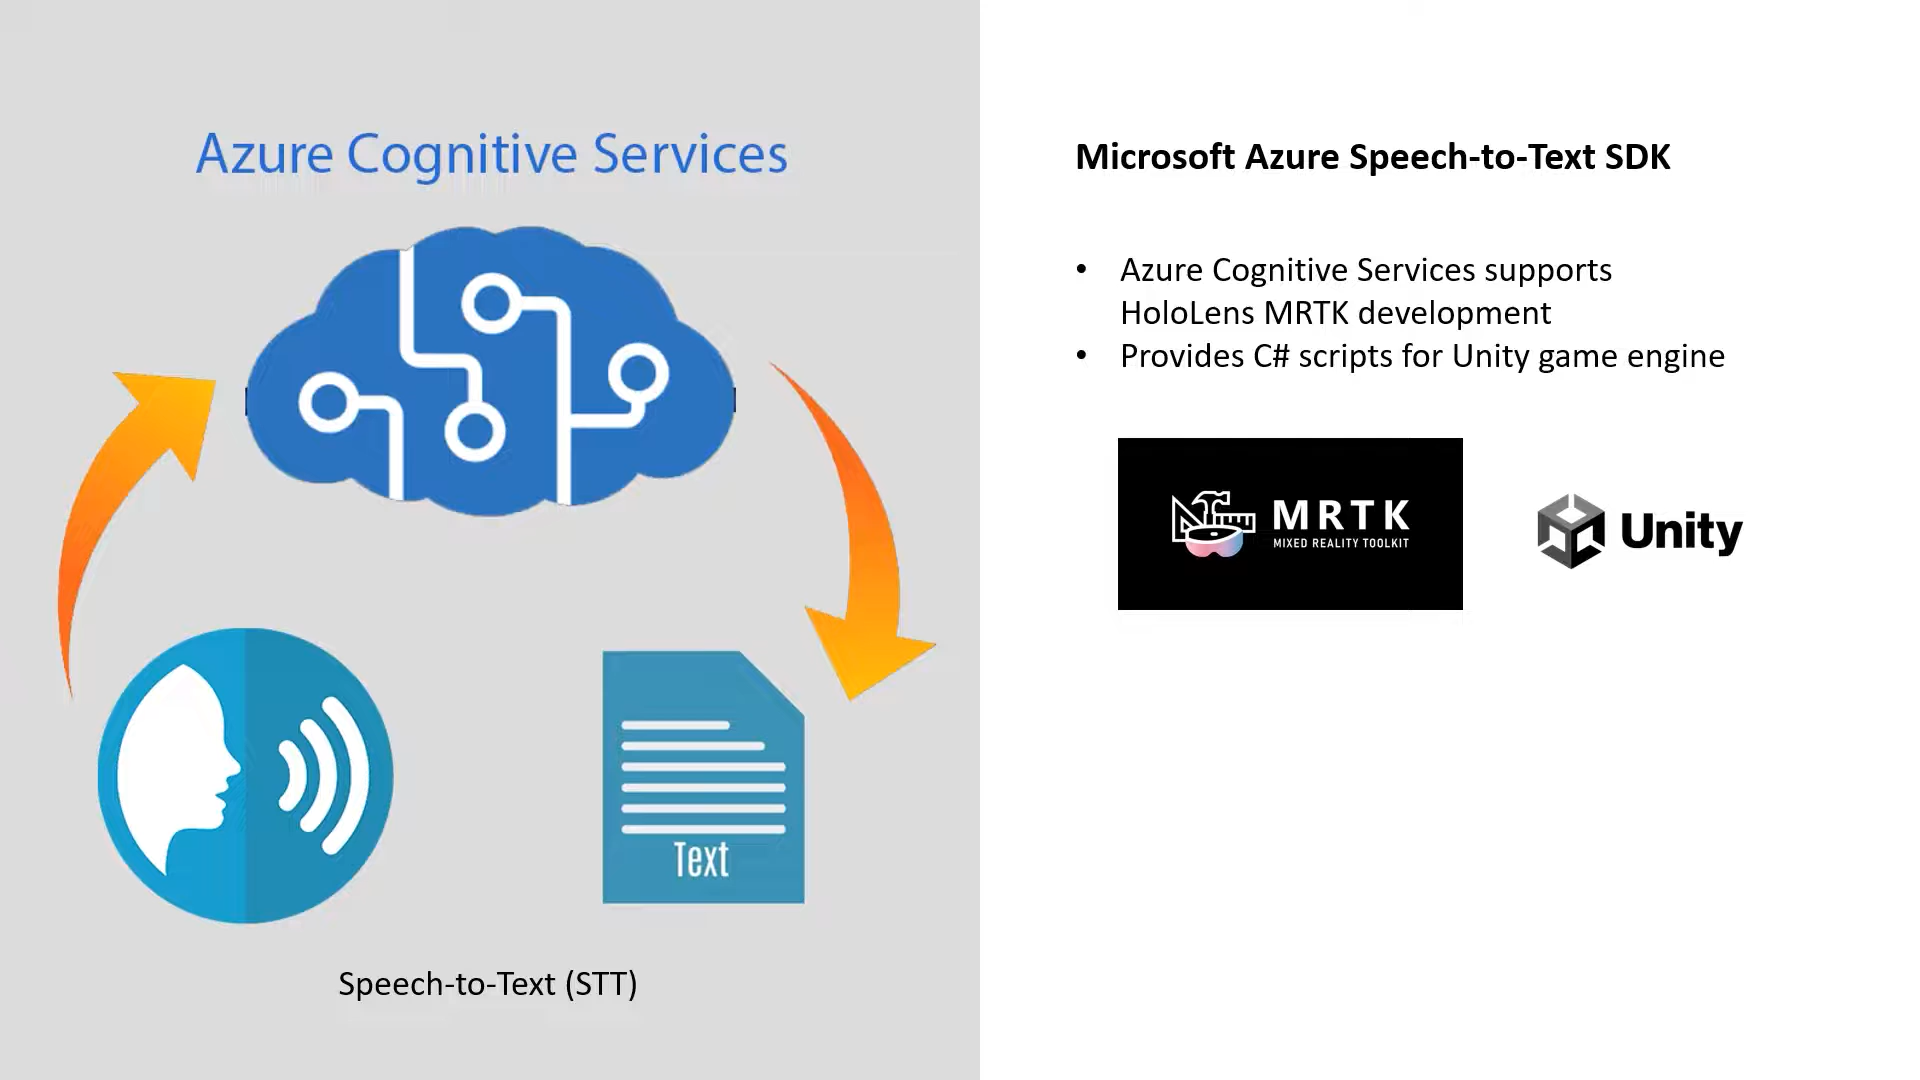 Azure Cognitive Services
Text
Speech-to-Text (STT)
Microsoft Azure Speech-to-Text SDK
• Azure Cognitive Services supports
HoloLens MRTK development
• Provides C# scripts for Unity game engine
MRTK
MIXED REALITY TOOLKIT
Unity